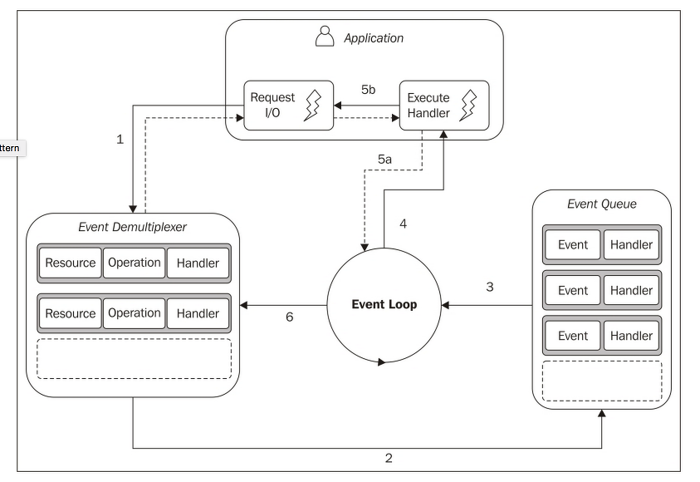 Application
Request
I/O
5b
Execute
Handler
1
ttern
5a
Event Demultiplexer
Resource Operation Handler
Resource Operation Handler
4
Event Loop
3
6
Event Queue
Event Handler
Event Handler
Event Handler
2